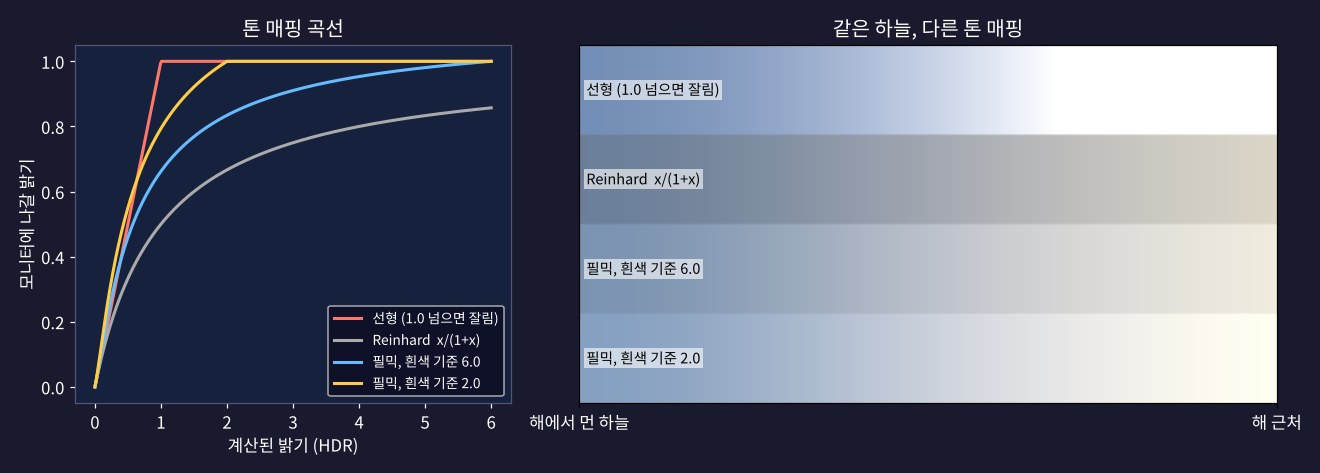 톤 매핑 곡선
모니터에 나갈 밝기
1.0
0.8
0.6
0.4
0.2
0.0
선형 (1.0 넘으면 잘림)
Reinhard x/(1+x)
필믹, 흰색 기준 6.0
필믹, 흰색 기준 2.0
0 1 2 3 4 5 6
계산된 밝기 (HDR)
같은 하늘, 다른 톤 매핑
선형 (1.0 넘으면 잘림)
Reinhard x/(1+x)
필믹, 흰색 기준 6.0
필믹, 흰색 기준 2.0
해에서 먼 하늘 해 근처